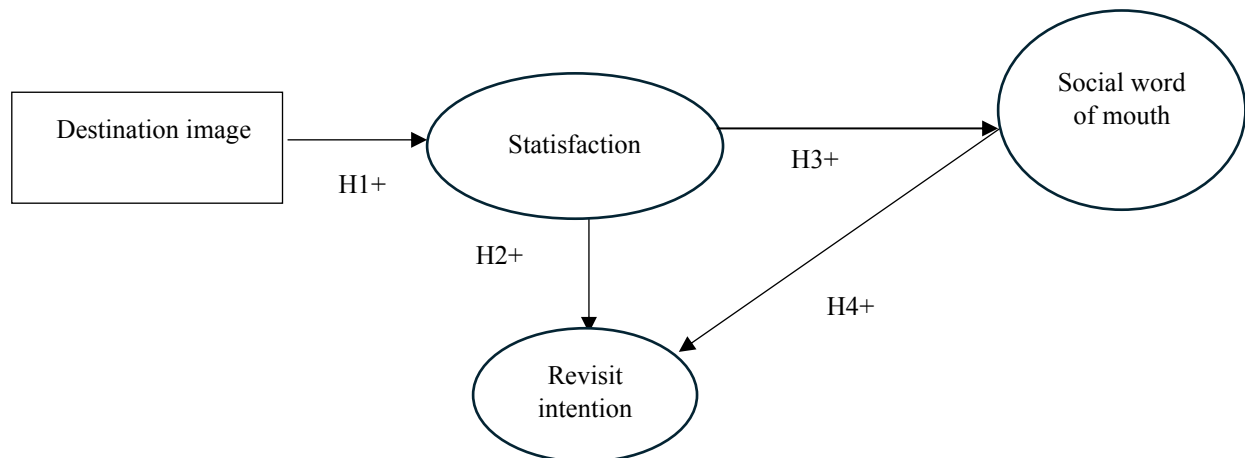 Social word
of mouth
Destination image
Statisfaction
H3+
H1+
H2+
H4+
Revisit
intention